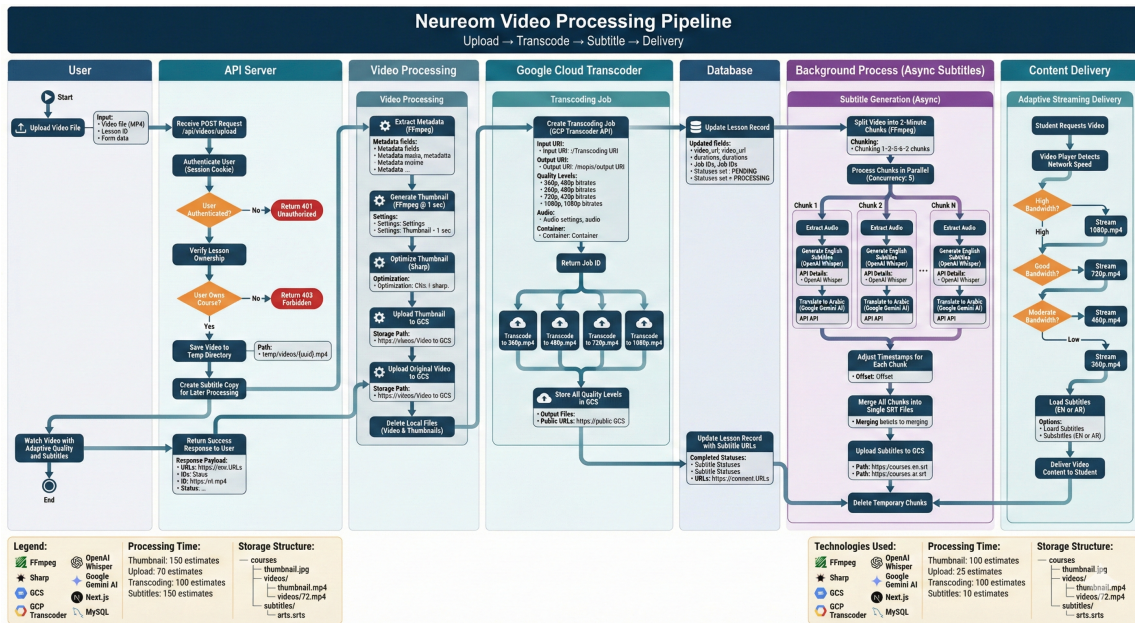 Neureom Video Processing Pipeline
Upload → Transcode → Subtitle → Delivery
User
Start
Upload Video File
Input:
• Video file (MP4)
• Lesson ID
• Form data
Watch Video with
Adaptive Quality
and Subtitles
End
API Server
Receive POST Request
/api/videos/upload
Authenticate User
(Session Cookie)
User
Authenticated?
No
Return 401
Unauthorized
Verify Lesson
Ownership
User Owns
Course?
No
Return 403
Forbidden
Yes
Save Video to
Temp Directory
Path:
• temp/videos/[uuid].mp4
Create Subtitle Copy
for Later Processing
Return Success
Response to User
Response Payload:
• URLs: https://eiw.URLs
• IDs: Staus
• ID: https:/nl.mp4
• Status: ...
Video Processing
Video Processing
Extract Metadata
(FFmpeg)
Metadata fields:
• Metadata fields
• Metadata maska, metadatta
• Metadata moime
• Metadata ...
Generate Thumbnail
(FFmpeg @ 1 sec)
Settings:
• Settings: Settings
• Settings: Thumbnail - 1 sec
Optimize Thumbnail
(Sharp)
Optimization:
• Optimization: CNis ! sharp.
Upload Thumbnail
to GCS
Storage Path:
• https://vlweos/Video to GCS
Upload Original Video
to GCS
Storage Path:
• https://videos/Video to GCS
Delete Local Files
(Video & Thumbnails)
Google Cloud Transcoder
Transcoding Job
Create Transcoding Job
(GCP Transcoder API)
Input URI:
• Input URI: :/Transcoding URI
Output URI:
• Output URI: /mopis/output URI
Quality Levels:
• 360p, 480p bitrates
• 260p, 480p bitrates
• 720p, 420p bitrates
• 1080p, 1080p bitrates
Audio:
• Audio settings, audio
Container:
• Container: Container
Return Job ID
Transcode
to 360p.mp4
Transcode
to 480p.mp4
Transcode
to 720p.mp4
Transcode
to 1080p.mp4
Store All Quality Levels
in GCS
• Output Files:
• Public URLs: https://public GCS
Database
Update Lesson Record
Updated fields:
• video_url; video_url
• durations, durations
• Job IDs, Job IDs
• Statuses set : PENDING
• Statuses set + PROCESSING
Update Lesson Record
with Subtitle URLs
Completed Statuses:
• Subtitle Statuses
• Subtitle Statuses
• URLs: https://connent.URLs
Background Process (Async Subtitles)
Subtitle Generation (Async)
Split Video into 2-Minute
Chunks (FFmpeg)
Chunking:
• Chunking 1-2-5-6-2 chunks
Process Chunks in Parallel
(Concurrency: 5)
Chunk 1
Chunk 2
Chunk N
Extract Audio
Extract Audio
Extract Audio
Generate English
Subtitles
(OpenAI Whisper)
API Details:
• OpenAI Whisper
Generate English
Subtitles
(OpenAI Whisper)
API Details:
• OpenAI Whisper
...
Generate English
Subtitles
(OpenAI Whisper)
API Details:
• OpenAI Whisper
Translate to Arabic
(Google Gemini AI)
API API
Translate to Arabic
(Google Gemini AI)
API API
Translate to Arabic
(Google Gemini AI)
API API
Adjust Timestamps for
Each Chunk
• Offset: Offset
Merge All Chunks into
Single SRT Files
• Merging beticts to merging
Upload Subtitles to GCS
• Path: https:/courses.en.srt
• Path: https:/courses.ar.srt
Delete Temporary Chunks
Content Delivery
Adaptive Streaming Delivery
Student Requests Video
Video Player Detects
Network Speed
High
Bandwidth?
High
Stream
1080p.mp4
Good
Bandwidth?
Stream
720p.mp4
Moderate
Bandwidth?
Stream
460p.mp4
Low
Stream
360p.mp4
Load Subtitles
(EN or AR)
Options:
• Loard Subtitles
• Subsbtitles (EN or AR)
Deliver Video
Content to Student
Legend:
FFmpeg
Sharp
GCS
GCP
Transcoder
OpenAI
Whisper
Google
Gemini AI
Next.js
MySQL
Processing Time:
Thumbnail: 150 estimates
Upload: 70 estimates
Transcoding: 100 estimates
Subtitles: 150 estimates
Storage Structure:
courses
thumbnail.jpg
videos/
thumbnail.mp4
videos/72.mp4
subtitles/
arts.srts
Technologies Used:
FFmpeg
Sharp
GCS
GCP
Transcoder
OpenAI
Whisper
Google
Gemini AI
Next.js
MySQL
Processing Time:
Thumbnail: 100 estimates
Upload: 25 estimates
Transcoding: 100 estimates
Subtitles: 10 estimates
Storage Structure:
courses
thumbnail.jpg
videos/
thumbnail.mp4
videos/72.mp4
subtitles/
arts.srts